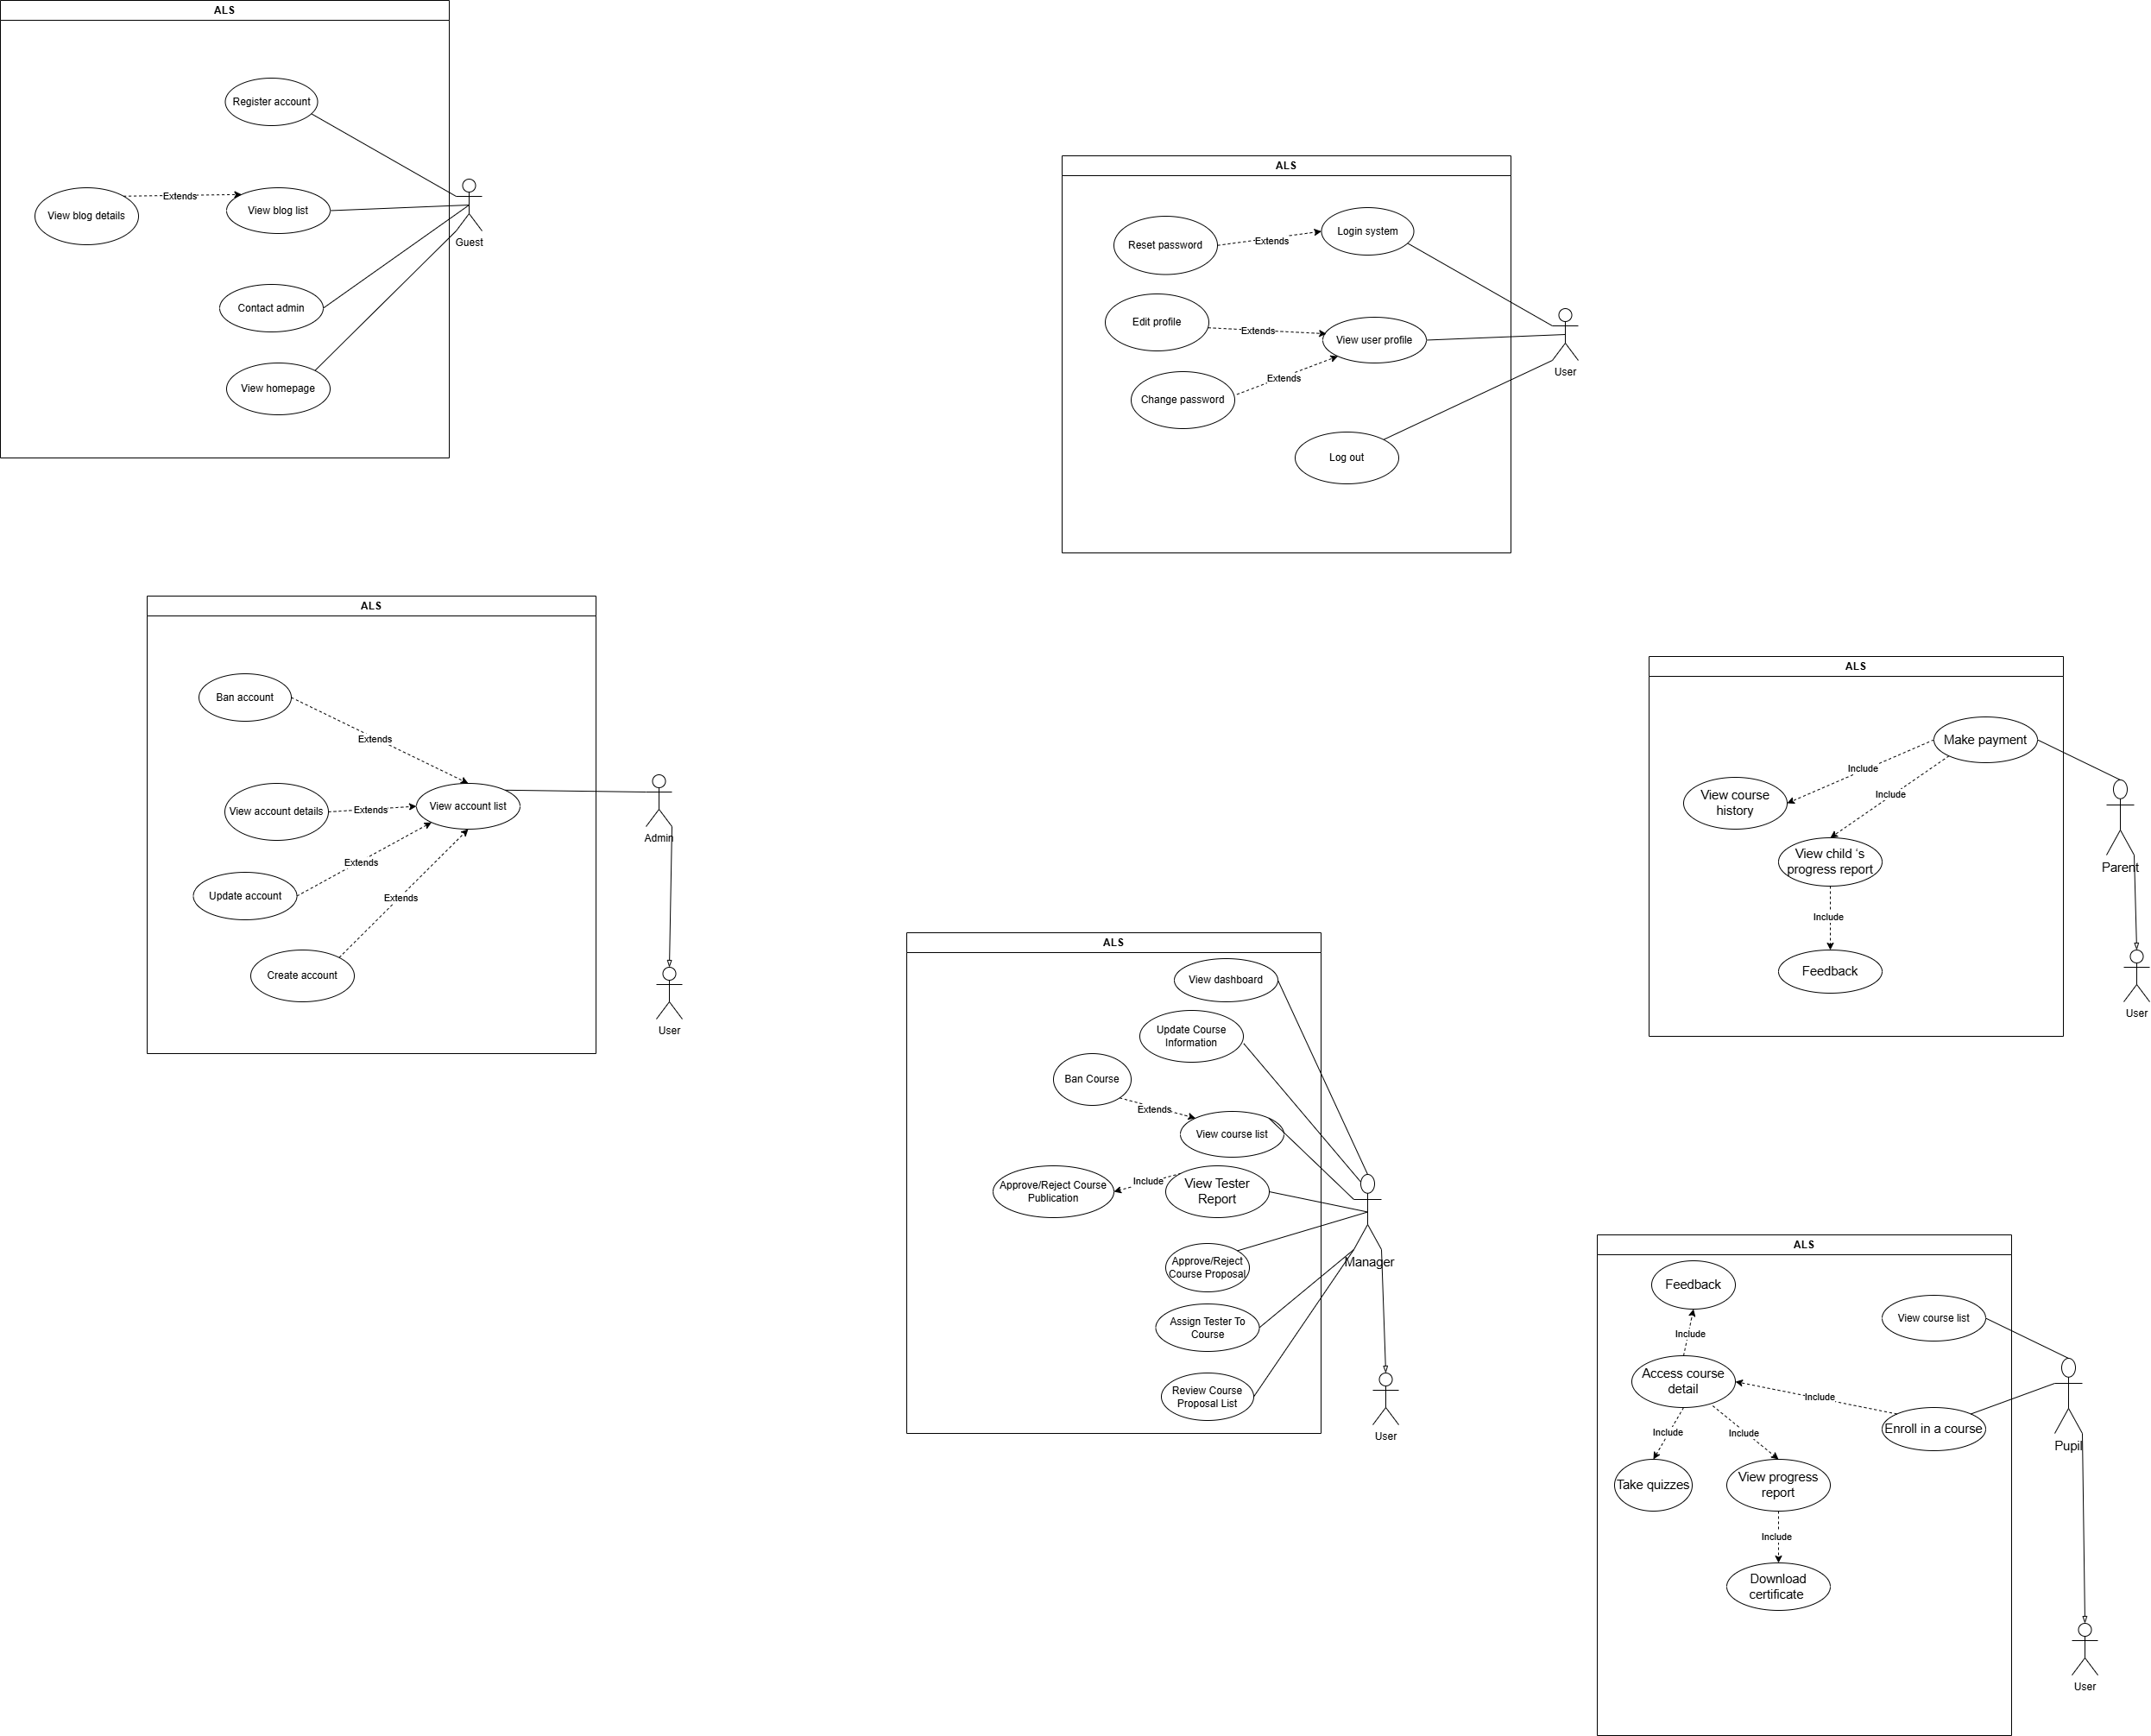 ALS
Register account
View blog details
Extends
View blog list
Guest
Contact admin
View homepage
ALS
Reset password
Extends
Login system
Edit profile
Extends
View user profile
Change password
Extends
Log out
User
ALS
Ban account
Extends
View account details
Extends
View account list
Update account
Extends
Extends
Create account
Admin
User
ALS
Make payment
Include
View course
history
Include
View child ‘s
progress report
Include
Feedback
Parent
User
ALS
View dashboard
Update Course
Information
Ban Course
Extends
View course list
Approve/Reject Course
Publication
Include
View Tester
Report
Approve/Reject
Course Proposal
Assign Tester To
Course
Review Course
Proposal List
Manager
User
ALS
Feedback
View course list
Include
Access course
detail
Include
Enroll in a course
Include
Include
Take quizzes
View progress
report
Include
Download
certificate
Pupil
User